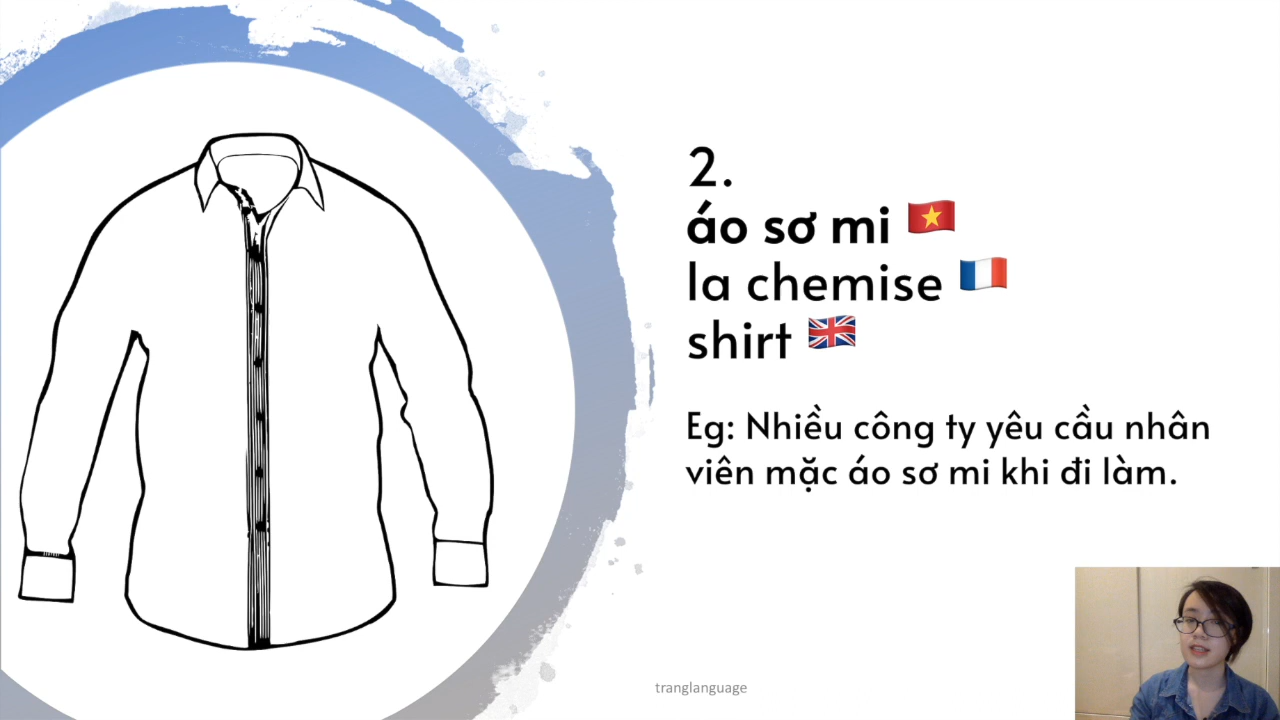 2.
áo sơ mi 🇻🇳
la chemise 🇫🇷
shirt 🇬🇧
Eg: Nhiều công ty yêu cầu nhân
viên mặc áo sơ mi khi đi làm.
tranglanguage